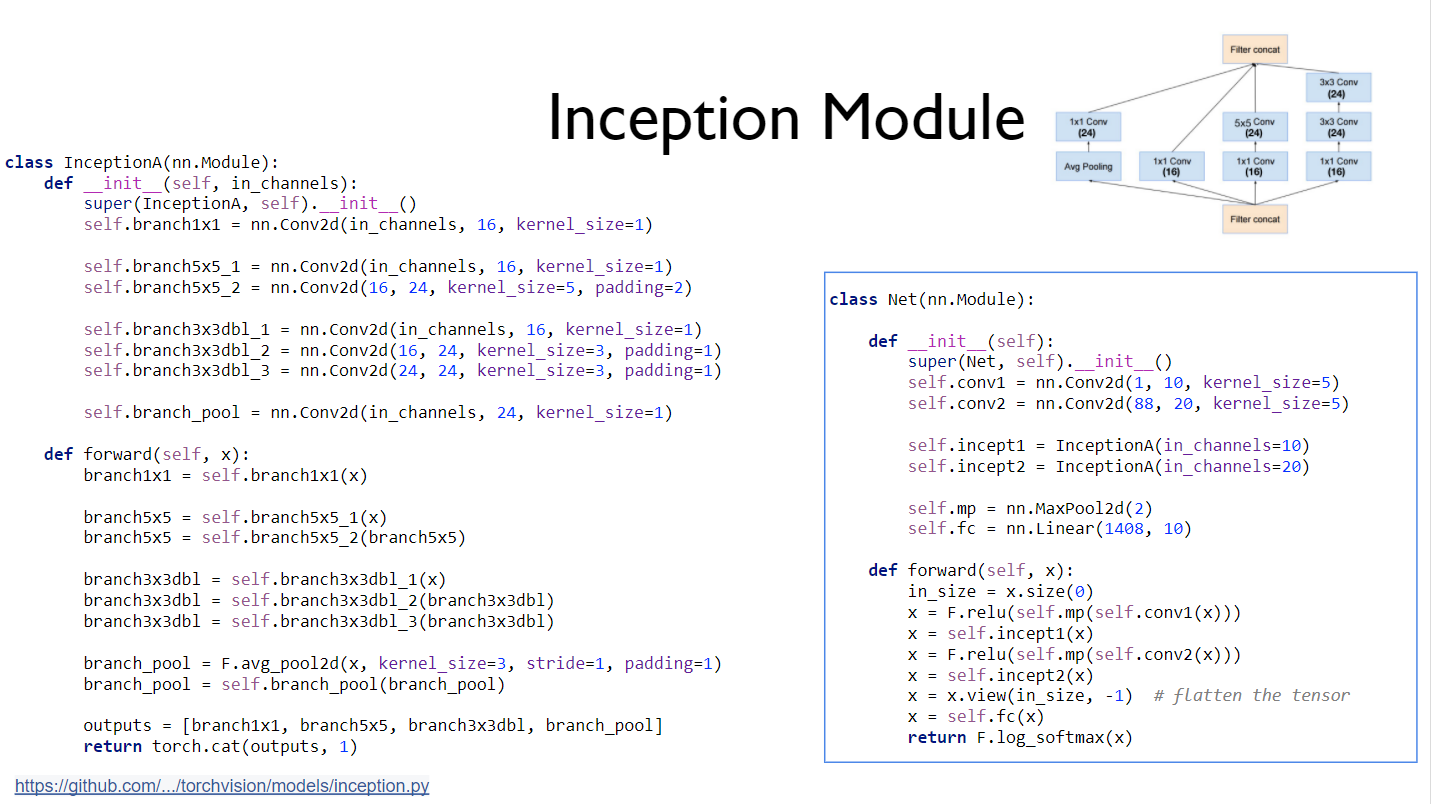 Inception Module
Filter concat
3x3 Conv
(24)
1x1 Conv
(24)
5x5 Conv
(24)
3x3 Conv
(24)
Avg Pooling
1x1 Conv
(16)
1x1 Conv
(16)
1x1 Conv
(16)
Filter concat
class InceptionA(nn.Module):
    def __init__(self, in_channels):
        super(InceptionA, self).__init__()
        self.branch1x1 = nn.Conv2d(in_channels, 16, kernel_size=1)
        self.branch5x5_1 = nn.Conv2d(in_channels, 16, kernel_size=1)
        self.branch5x5_2 = nn.Conv2d(16, 24, kernel_size=5, padding=2)
        self.branch3x3dbl_1 = nn.Conv2d(in_channels, 16, kernel_size=1)
        self.branch3x3dbl_2 = nn.Conv2d(16, 24, kernel_size=3, padding=1)
        self.branch3x3dbl_3 = nn.Conv2d(24, 24, kernel_size=3, padding=1)
        self.branch_pool = nn.Conv2d(in_channels, 24, kernel_size=1)
    def forward(self, x):
        branch1x1 = self.branch1x1(x)
        branch5x5 = self.branch5x5_1(x)
        branch5x5 = self.branch5x5_2(branch5x5)
        branch3x3dbl = self.branch3x3dbl_1(x)
        branch3x3dbl = self.branch3x3dbl_2(branch3x3dbl)
        branch3x3dbl = self.branch3x3dbl_3(branch3x3dbl)
        branch_pool = F.avg_pool2d(x, kernel_size=3, stride=1, padding=1)
        branch_pool = self.branch_pool(branch_pool)
        outputs = [branch1x1, branch5x5, branch3x3dbl, branch_pool]
        return torch.cat(outputs, 1)
class Net(nn.Module):
    def __init__(self):
        super(Net, self).__init__()
        self.conv1 = nn.Conv2d(1, 10, kernel_size=5)
        self.conv2 = nn.Conv2d(88, 20, kernel_size=5)
        self.incept1 = InceptionA(in_channels=10)
        self.incept2 = InceptionA(in_channels=20)
        self.mp = nn.MaxPool2d(2)
        self.fc = nn.Linear(1408, 10)
    def forward(self, x):
        in_size = x.size(0)
        x = F.relu(self.mp(self.conv1(x)))
        x = self.incept1(x)
        x = F.relu(self.mp(self.conv2(x)))
        x = self.incept2(x)
        x = x.view(in_size, -1)  # flatten the tensor
        x = self.fc(x)
        return F.log_softmax(x)
https://github.com/.../torchvision/models/inception.py